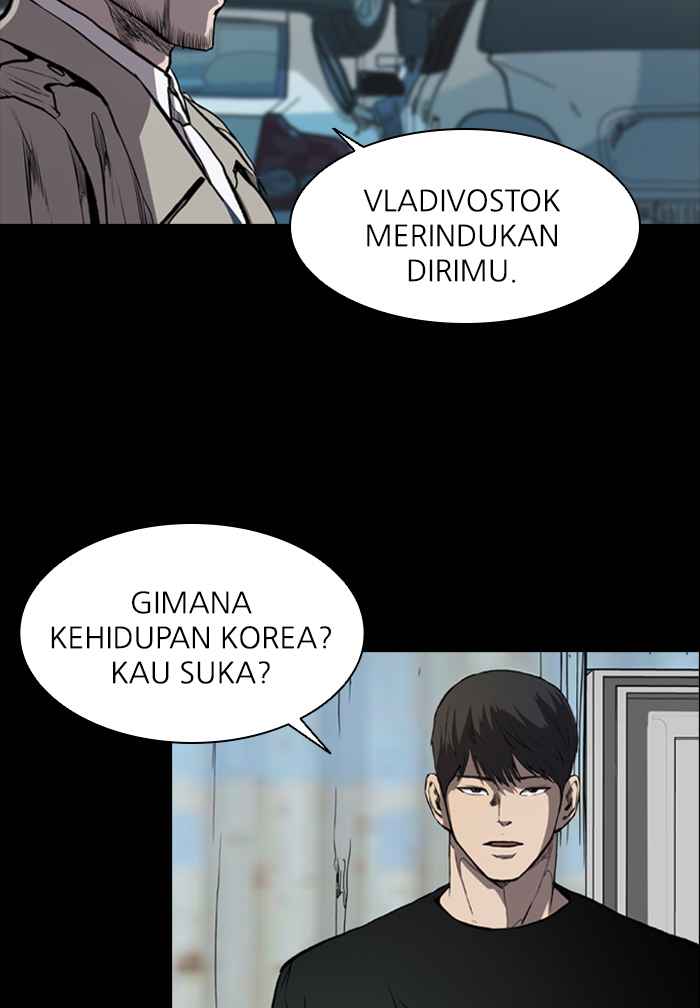 VLADIVOSTOK
MERINDUKAN
DIRIMU.
GIMANA
KEHIDUPAN KOREA?
KAU SUKA?